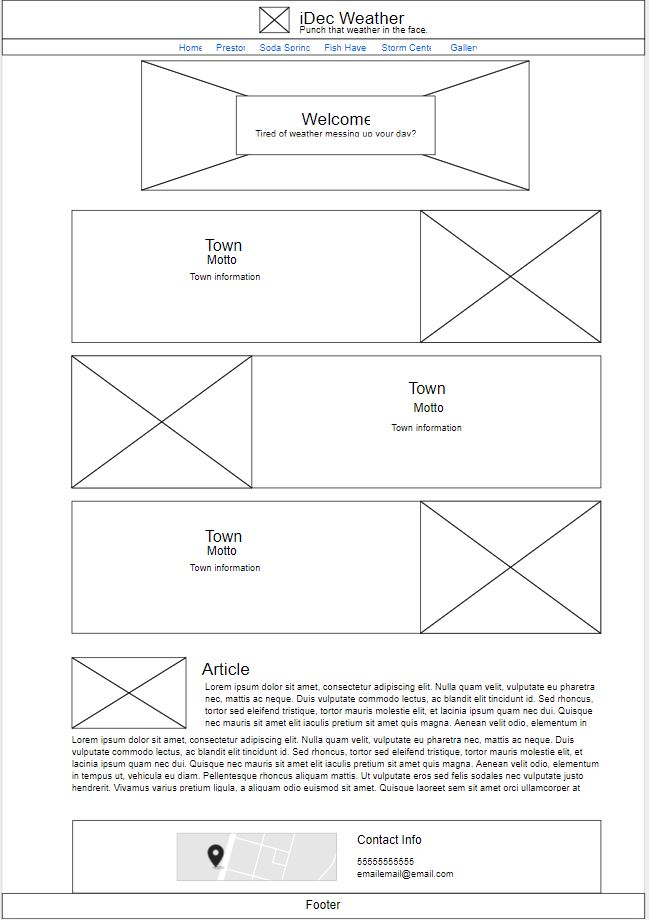 iDec Weather
Punch that weather in the face.
Home Preston Soda Spring Fish Have Storm Cente Gallery
Welcome
Tired of weather messing up your day?
Town
Motto
Town information
Town
Motto
Town information
Town
Motto
Town information
Article
Lorem ipsum dolor sit amet, consectetur adipiscing elit. Nulla quam velit, vulputate eu pharetra
nec, mattis ac neque. Duis vulputate commodo lectus, ac blandit elit tincidunt id. Sed rhoncus,
tortor sed eleifend tristique, tortor mauris molestie elit, et lacinia ipsum quam nec dui. Quisque
nec mauris sit amet elit iaculis pretium sit amet quis magna. Aenean velit odio, elementum in
Lorem ipsum dolor sit amet, consectetur adipiscing elit. Nulla quam velit, vulputate eu pharetra nec, mattis ac neque. Duis
vulputate commodo lectus, ac blandit elit tincidunt id. Sed rhoncus, tortor sed eleifend tristique, tortor mauris molestie elit, et
lacinia ipsum quam nec dui. Quisque nec mauris sit amet elit iaculis pretium sit amet quis magna. Aenean velit odio, elementum
in tempus ut, vehicula eu diam. Pellentesque rhoncus aliquam mattis. Ut vulputate eros sed felis sodales nec vulputate justo
hendrerit. Vivamus varius pretium ligula, a aliquam odio euismod sit amet. Quisque laoreet sem sit amet orci ullamcorper at
Contact Info
55555555555
emailemail@email.com
Footer